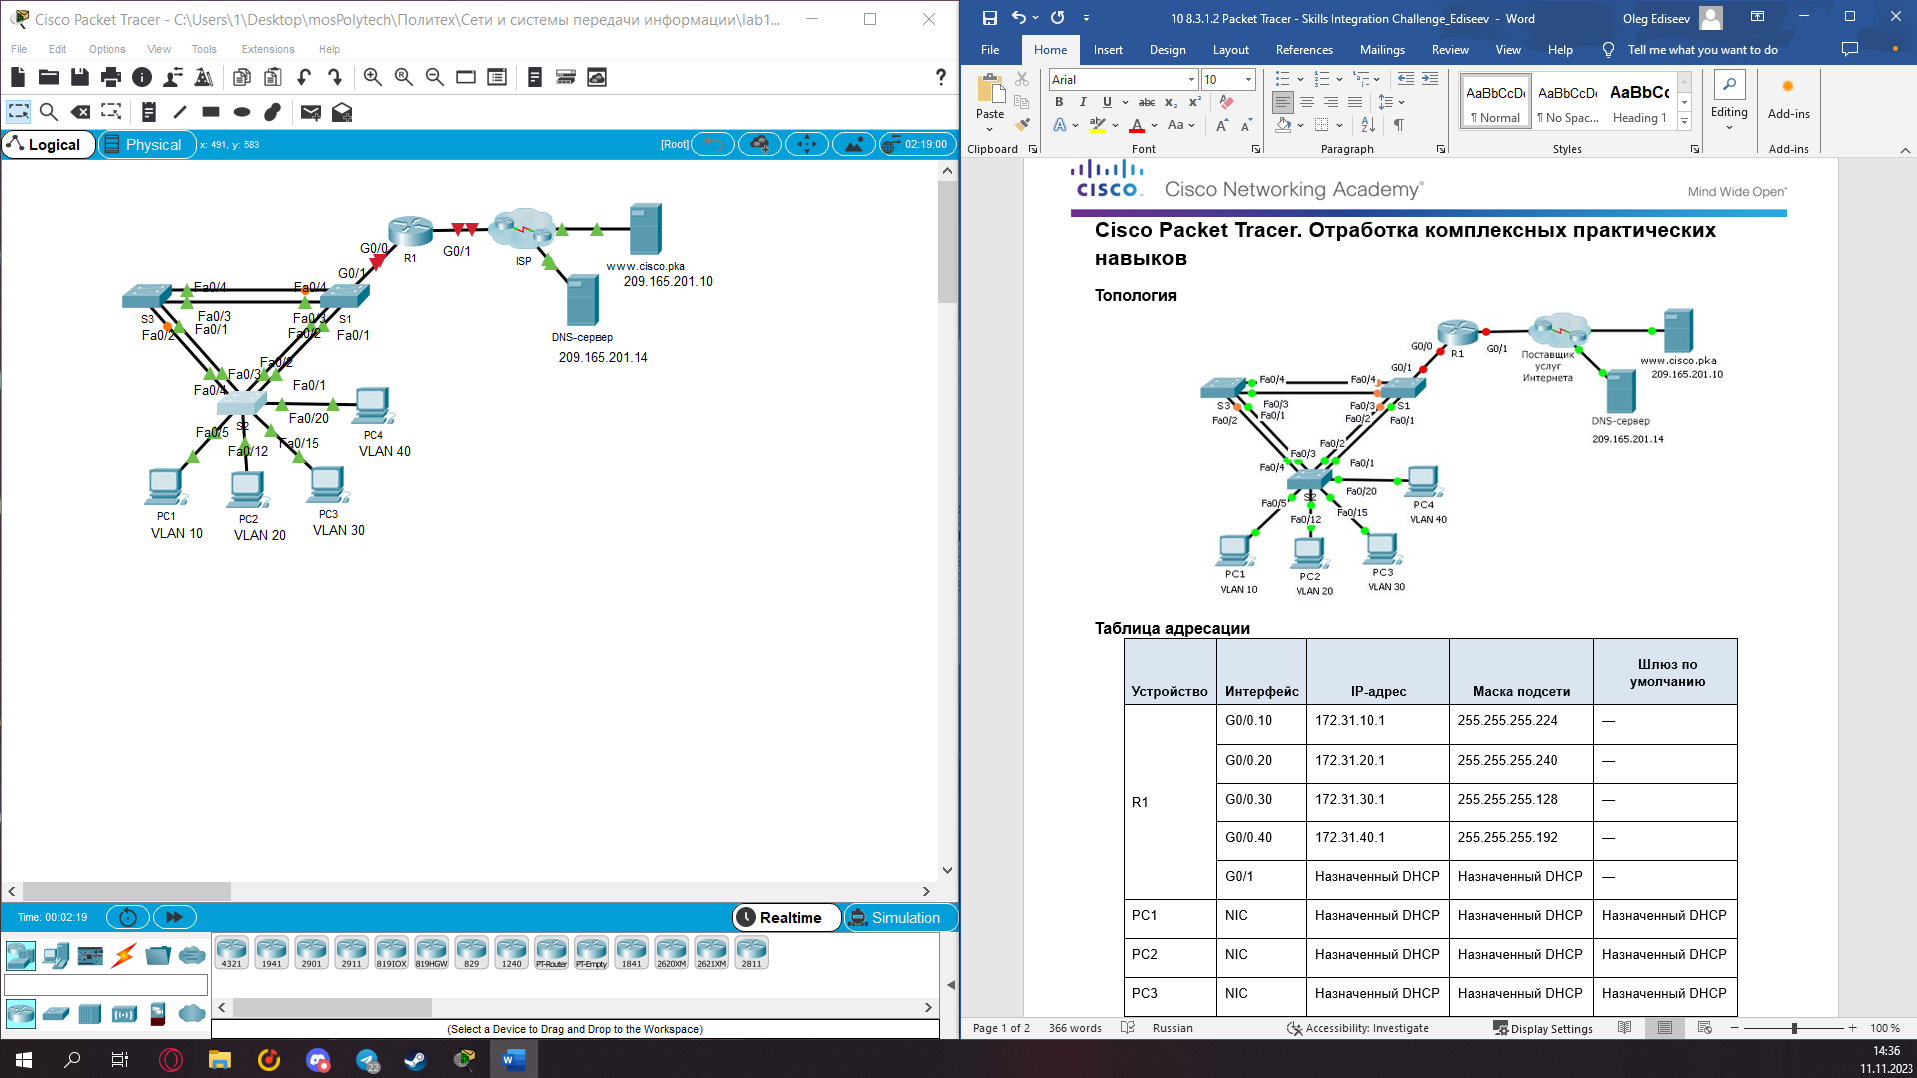 Cisco Packet Tracer - C:\Users\1\Desktop\mosPolytech\Политех\Сети и системы передачи информации\lab1...
File Edit Options View Tools Extensions Help
?
Logical Physical x: 491, y: 583 [Root] 02:19:00
R1
G0/0
G0/1
G0/1
ISP
www.cisco.pka
209.165.201.10
DNS-сервер
209.165.201.14
Fa0/4 Fa0/4
S3 Fa0/3 Fa0/3 S1
Fa0/2 Fa0/1 Fa0/2 Fa0/1
Fa0/2
Fa0/3
Fa0/4 Fa0/1
S2 Fa0/20
Fa0/5 Fa0/15
Fa0/12
PC4
VLAN 40
PC1
VLAN 10
PC2
VLAN 20
PC3
VLAN 30
Time: 00:02:19 Realtime Simulation
4321 1941 2901 2911 819IOX 819HGW 829 1240 PT-Router PT-Empty 1841 2620XM 2621XM 2811
(Select a Device to Drag and Drop to the Workspace)
10 8.3.1.2 Packet Tracer - Skills Integration Challenge_Ediseev - Word Oleg Ediseev
File Home Insert Design Layout References Mailings Review View Help Tell me what you want to do
Paste
Arial 10
B I U abc x₂ x²
A Aa A A
AaBbCcDc AaBbCcDc AaBbCc
¶ Normal ¶ No Spac... Heading 1
Editing Add-ins
Clipboard Font Paragraph Styles Add-ins
CISCO Cisco Networking Academy® Mind Wide Open™
Cisco Packet Tracer. Отработка комплексных практических
навыков
Топология
R1
G0/0
G0/1
G0/1
Поставщик
услуг
Интернета
www.cisco.pka
209.165.201.10
DNS-сервер
209.165.201.14
Fa0/4 Fa0/4
S3 Fa0/3 Fa0/3 S1
Fa0/2 Fa0/1 Fa0/2 Fa0/1
Fa0/2
Fa0/3
Fa0/4 Fa0/1
S2 Fa0/20
Fa0/5 Fa0/15
Fa0/12
PC4
VLAN 40
PC1
VLAN 10
PC2
VLAN 20
PC3
VLAN 30
Таблица адресации
Устройство Интерфейс IP-адрес Маска подсети Шлюз по умолчанию
R1 G0/0.10 172.31.10.1 255.255.255.224 —
G0/0.20 172.31.20.1 255.255.255.240 —
G0/0.30 172.31.30.1 255.255.255.128 —
G0/0.40 172.31.40.1 255.255.255.192 —
G0/1 Назначенный DHCP Назначенный DHCP —
PC1 NIC Назначенный DHCP Назначенный DHCP Назначенный DHCP
PC2 NIC Назначенный DHCP Назначенный DHCP Назначенный DHCP
PC3 NIC Назначенный DHCP Назначенный DHCP Назначенный DHCP
Page 1 of 2 366 words Russian Accessibility: Investigate Display Settings 100 %
22
14:36
11.11.2023